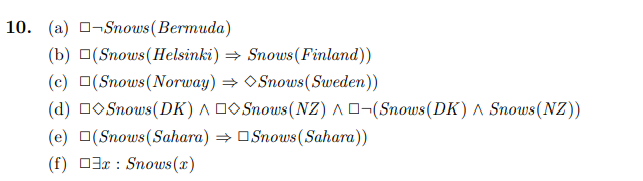 10. (a) □¬Snows(Bermuda)
(b) □(Snows(Helsinki) ⇒ Snows(Finland))
(c) □(Snows(Norway) ⇒ ◇Snows(Sweden))
(d) □◇Snows(DK) ∧ □◇Snows(NZ) ∧ □¬(Snows(DK) ∧ Snows(NZ))
(e) □(Snows(Sahara) ⇒ □Snows(Sahara))
(f) □∃x : Snows(x)